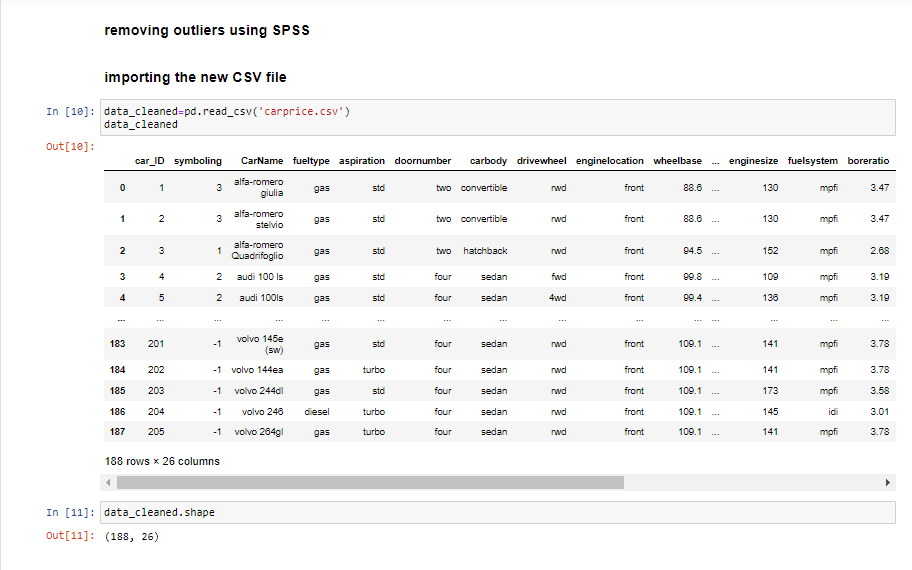 removing outliers using SPSS
importing the new CSV file
In [10]: data_cleaned=pd.read_csv('carprice.csv')
data_cleaned
Out[10]:
car_ID symboling CarName fueltype aspiration doornumber carbody drivewheel enginelocation wheelbase ... enginesize fuelsystem boreratio
0 1 3 alfa-romero giulia gas std two convertible rwd front 88.6 ... 130 mpfi 3.47
1 2 3 alfa-romero stelvio gas std two convertible rwd front 88.6 ... 130 mpfi 3.47
2 3 1 alfa-romero Quadrifoglio gas std two hatchback rwd front 94.5 ... 152 mpfi 2.68
3 4 2 audi 100 ls gas std four sedan fwd front 99.8 ... 109 mpfi 3.19
4 5 2 audi 100ls gas std four sedan 4wd front 99.4 ... 136 mpfi 3.19
... ... ... ... ... ... ... ... ... ... ... ... ... ... ...
183 201 -1 volvo 145e (sw) gas std four sedan rwd front 109.1 ... 141 mpfi 3.78
184 202 -1 volvo 144ea gas turbo four sedan rwd front 109.1 ... 141 mpfi 3.78
185 203 -1 volvo 244dl gas std four sedan rwd front 109.1 ... 173 mpfi 3.58
186 204 -1 volvo 246 diesel turbo four sedan rwd front 109.1 ... 145 idi 3.01
187 205 -1 volvo 264gl gas turbo four sedan rwd front 109.1 ... 141 mpfi 3.78
188 rows × 26 columns
In [11]: data_cleaned.shape
Out[11]: (188, 26)